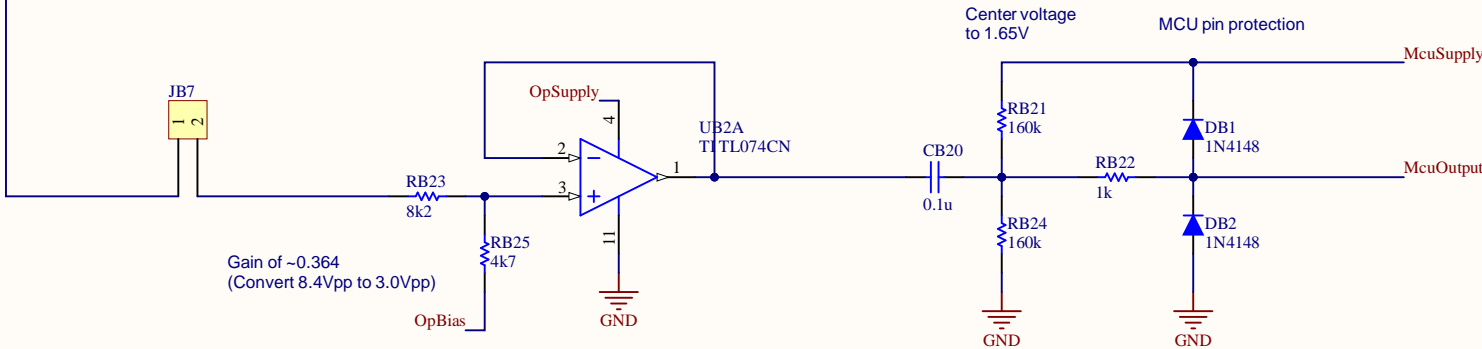 Center voltage
to 1.65V
MCU pin protection
McuSupply
JB7
1
2
OpSupply
4
RB21
160k
UB2A
TI TL074CN
DB1
1N4148
2
1
3
CB20
0.1u
RB22
1k
McuOutput
RB23
8k2
11
RB25
4k7
RB24
160k
DB2
1N4148
Gain of ~0.364
(Convert 8.4Vpp to 3.0Vpp)
OpBias
GND
GND
GND